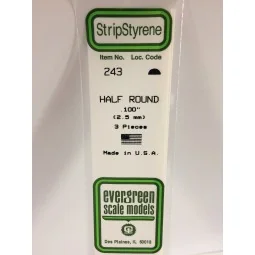 StripStyrene
Item No. Loc. Code
243
HALF ROUND
.100"
(2.5 mm)
3 Pieces
Made in U.S.A.
evergreen
scale models
Des Plaines, IL 60018